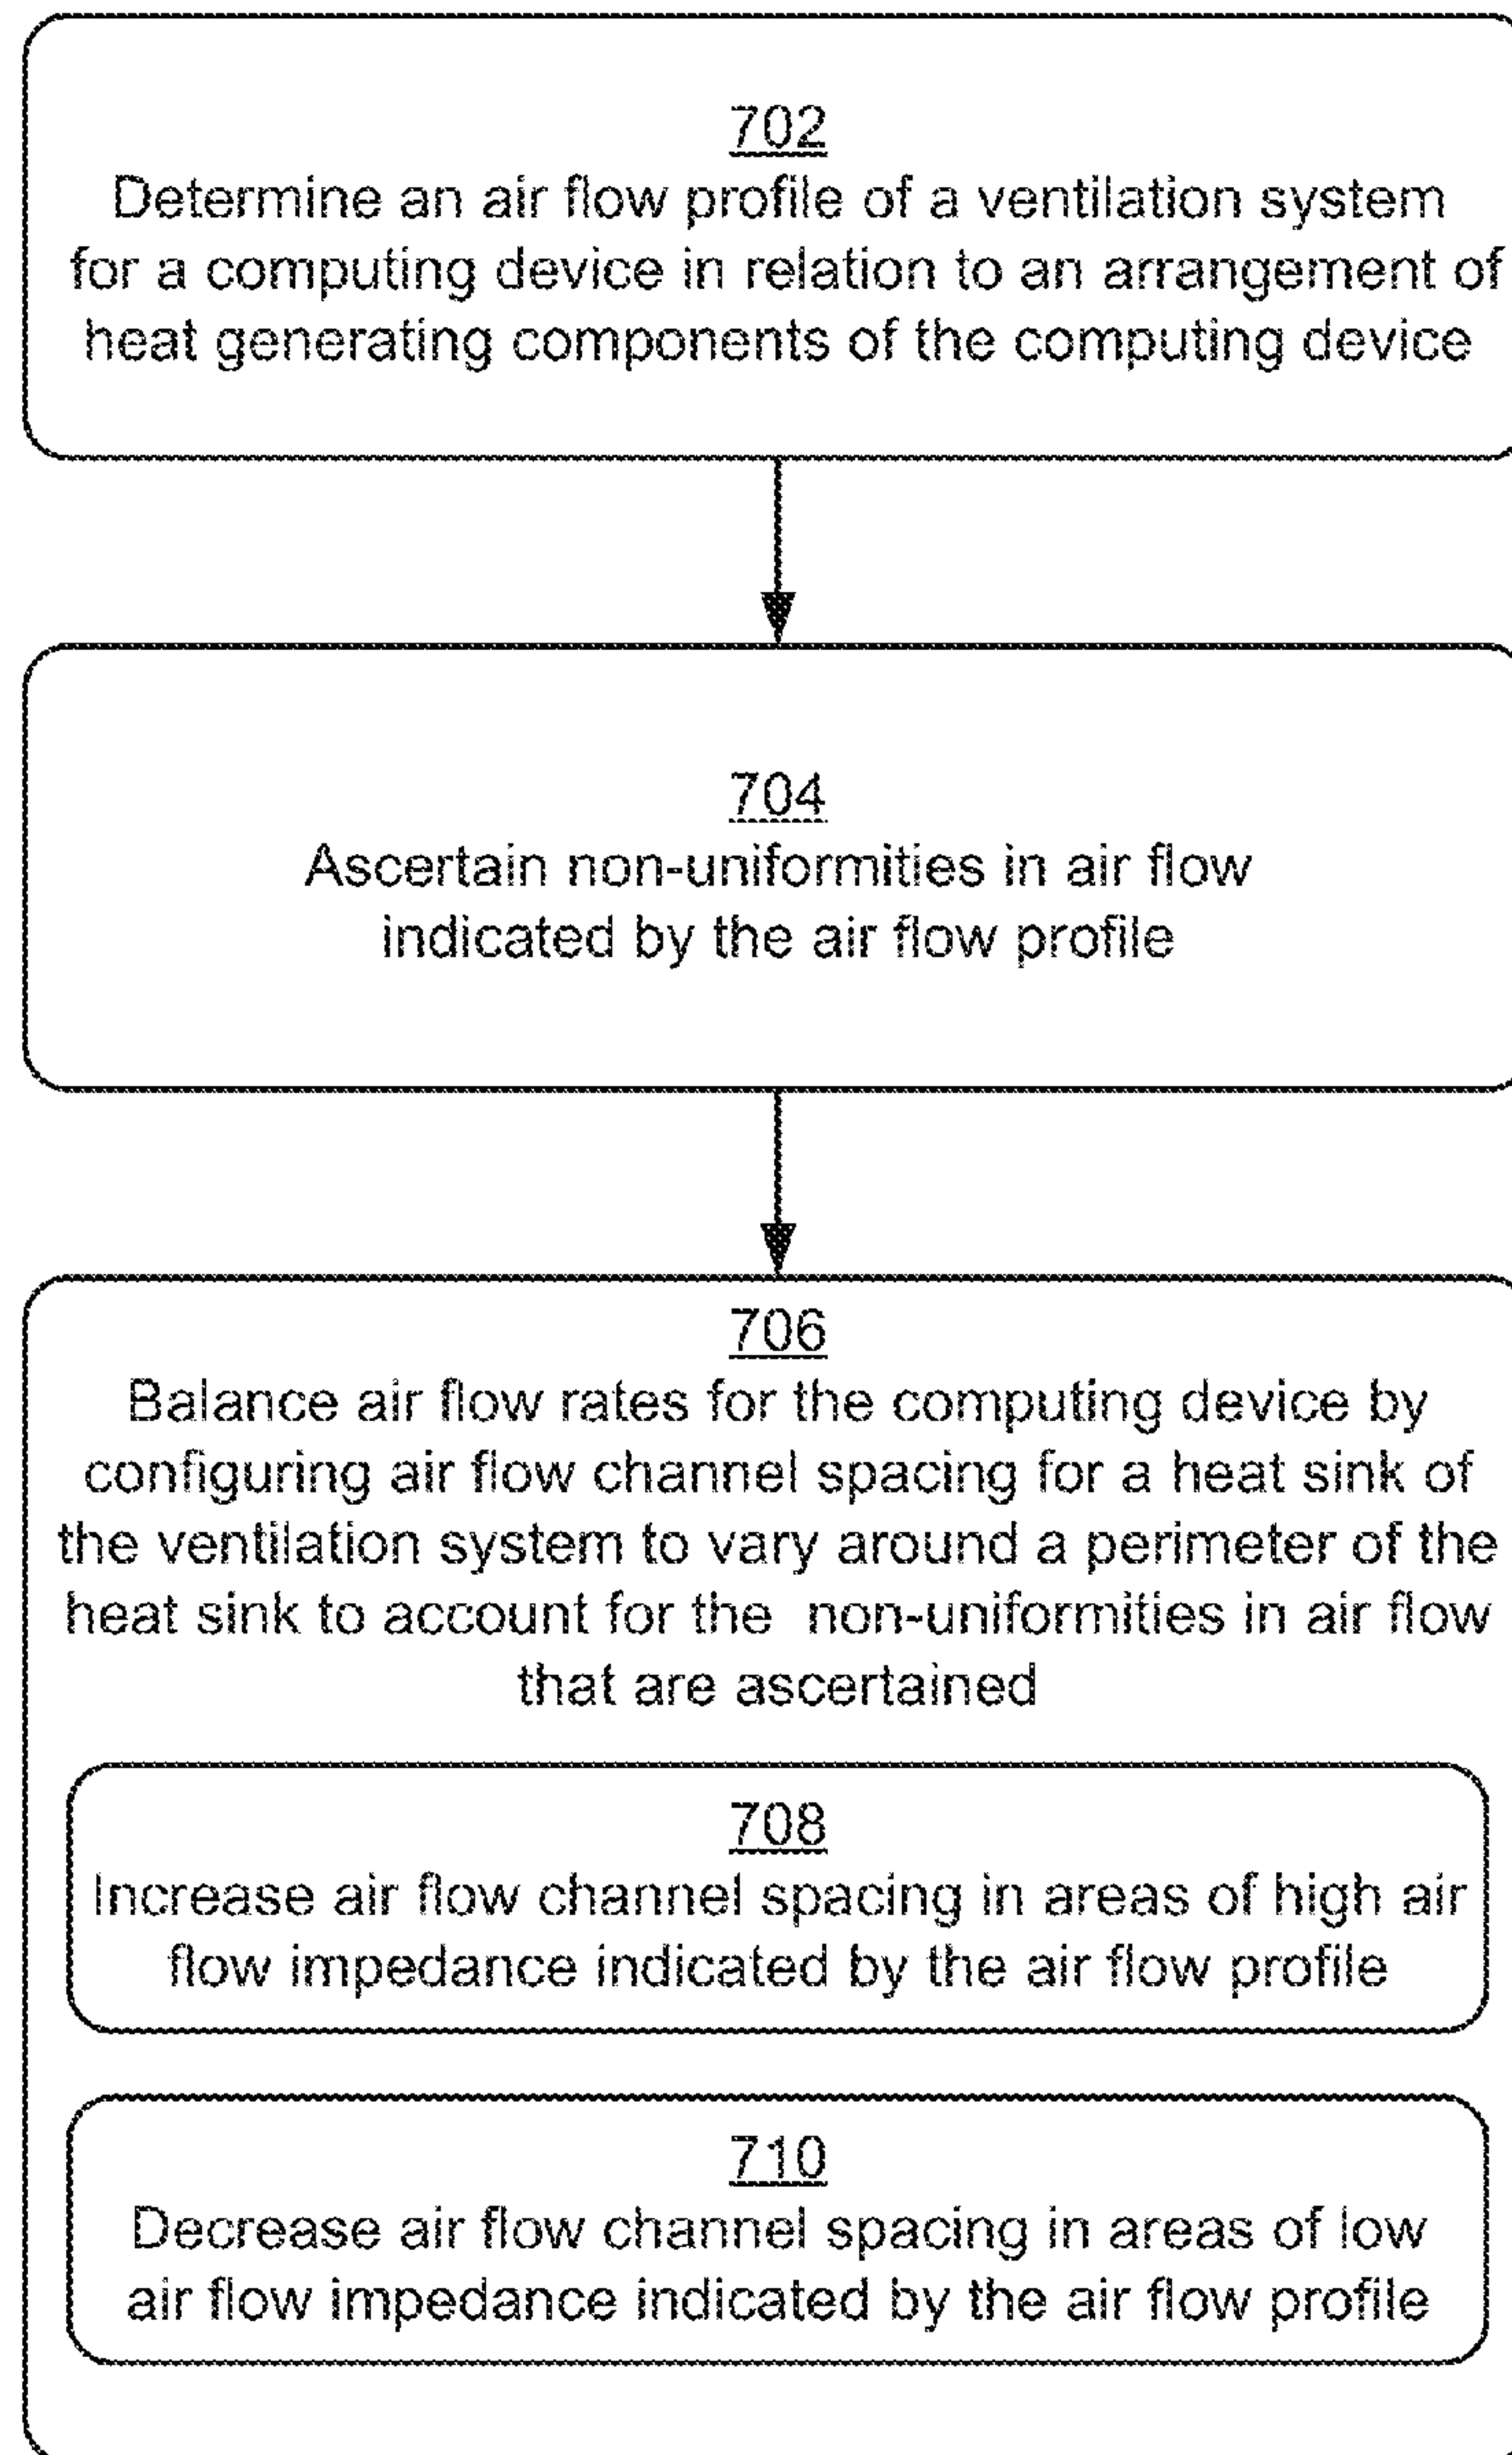 702
Determine an air flow profile of a ventilation system
for a computing device in relation to an arrangement of
heat generating components of the computing device
704
Ascertain non-uniformities in air flow
indicated by the air flow profile
706
Balance air flow rates for the computing device by
configuring air flow channel spacing for a heat sink of
the ventilation system to vary around a perimeter of the
heat sink to account for the non-uniformities in air flow
that are ascertained
708
Increase air flow channel spacing in areas of high air
flow impedance indicated by the air flow profile
710
Decrease air flow channel spacing in areas of low
air flow impedance indicated by the air flow profile